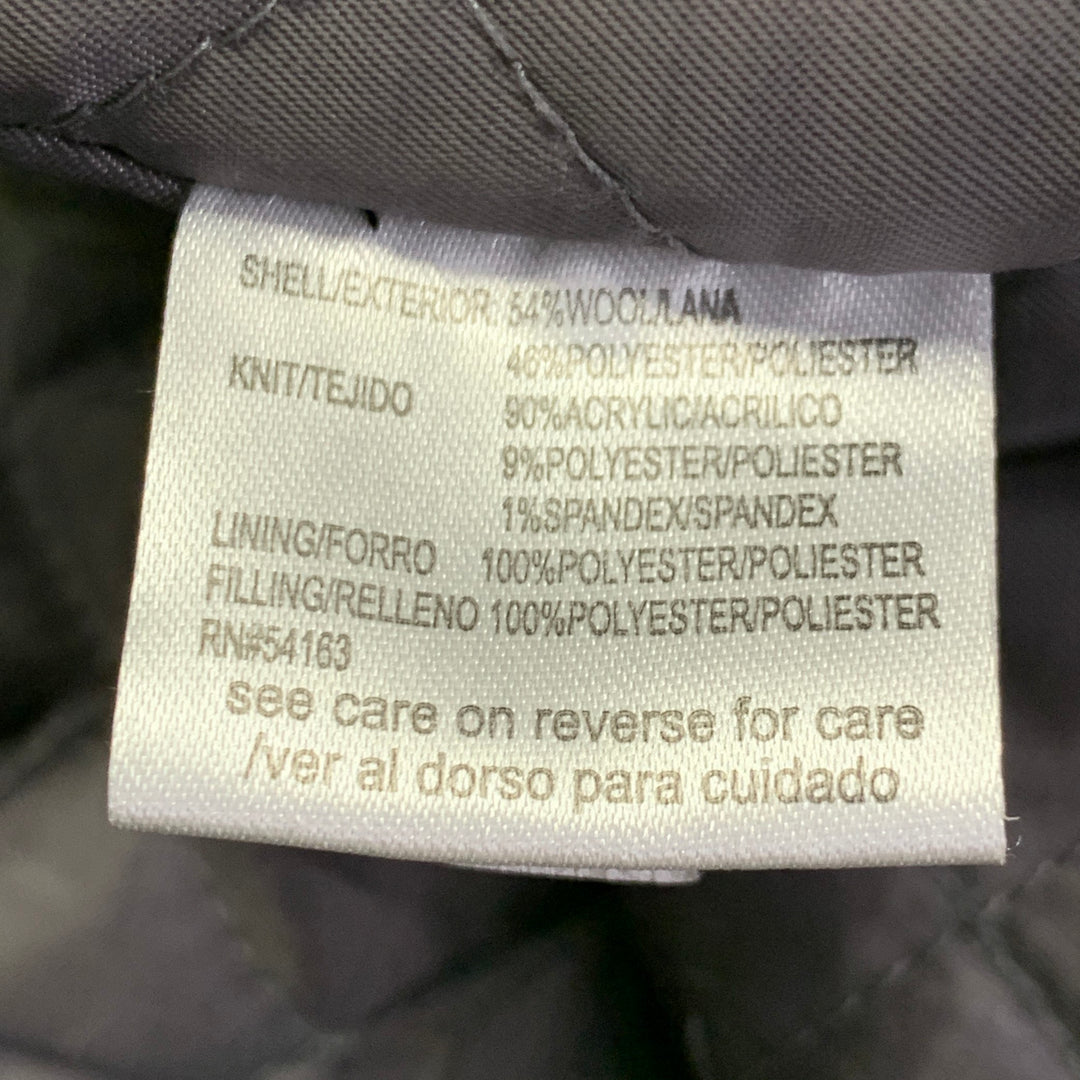 SHELL/EXTERIOR: 54%WOOL/LANA
46%POLYESTER/POLIESTER
KNIT/TEJIDO 90%ACRYLIC/ACRILICO
9%POLYESTER/POLIESTER
1%SPANDEX/SPANDEX
LINING/FORRO 100%POLYESTER/POLIESTER
FILLING/RELLENO 100%POLYESTER/POLIESTER
RN#54163
see care on reverse for care
/ver al dorso para cuidado